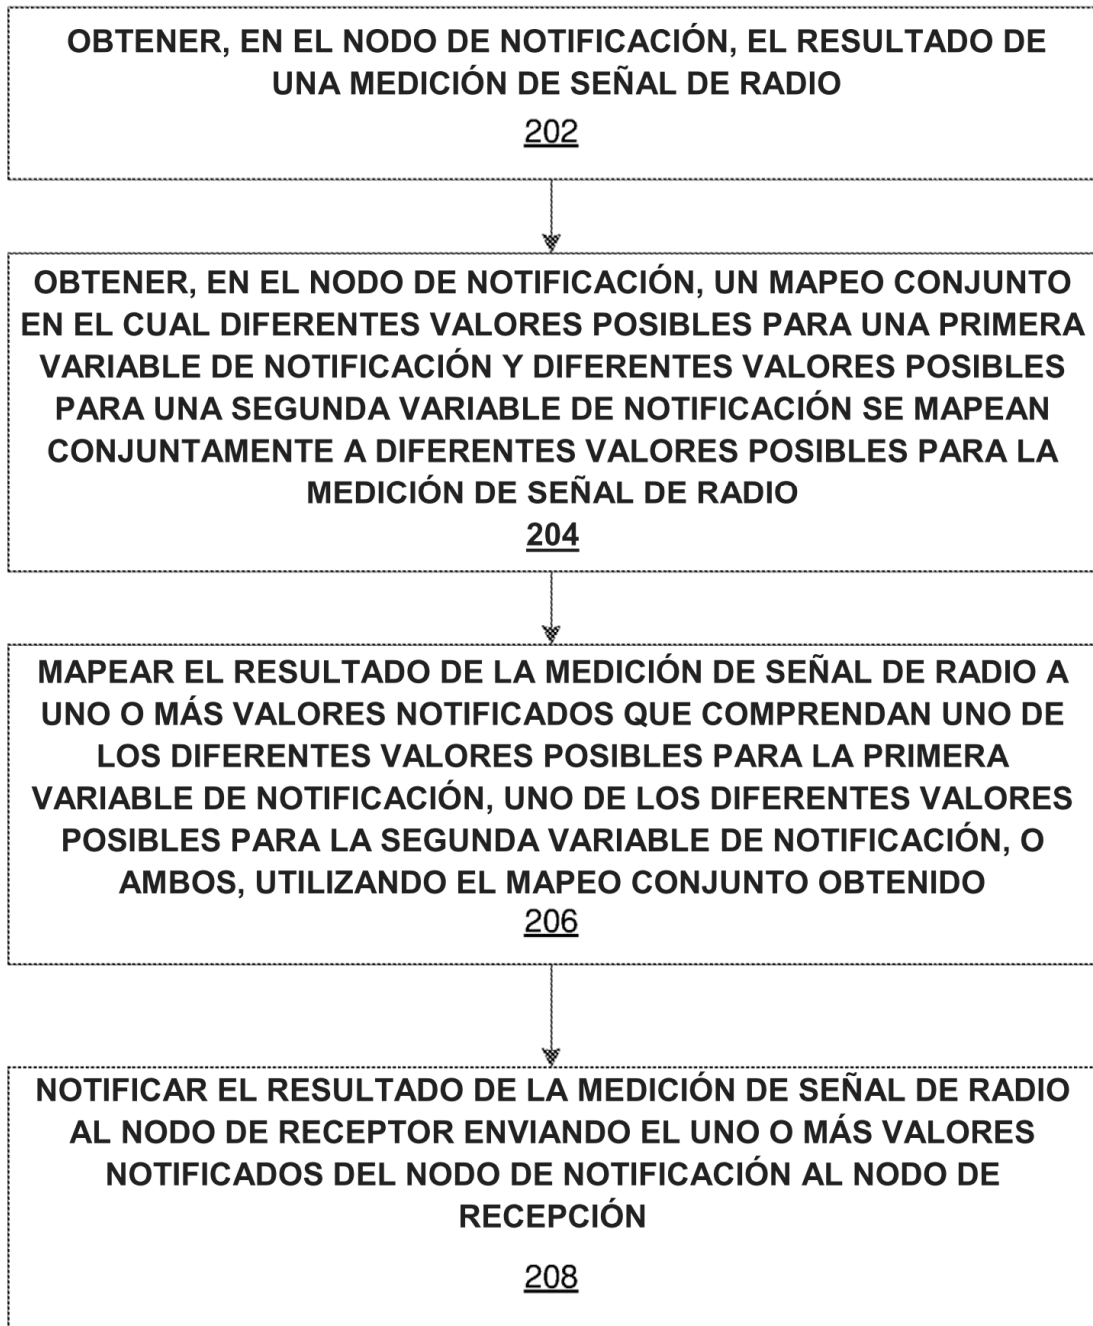 OBTENER, EN EL NODO DE NOTIFICACIÓN, EL RESULTADO DE
UNA MEDICIÓN DE SEÑAL DE RADIO
202
OBTENER, EN EL NODO DE NOTIFICACIÓN, UN MAPEO CONJUNTO
EN EL CUAL DIFERENTES VALORES POSIBLES PARA UNA PRIMERA
VARIABLE DE NOTIFICACIÓN Y DIFERENTES VALORES POSIBLES
PARA UNA SEGUNDA VARIABLE DE NOTIFICACIÓN SE MAPEAN
CONJUNTAMENTE A DIFERENTES VALORES POSIBLES PARA LA
MEDICIÓN DE SEÑAL DE RADIO
204
MAPEAR EL RESULTADO DE LA MEDICIÓN DE SEÑAL DE RADIO A
UNO O MÁS VALORES NOTIFICADOS QUE COMPRENDAN UNO DE
LOS DIFERENTES VALORES POSIBLES PARA LA PRIMERA
VARIABLE DE NOTIFICACIÓN, UNO DE LOS DIFERENTES VALORES
POSIBLES PARA LA SEGUNDA VARIABLE DE NOTIFICACIÓN, O
AMBOS, UTILIZANDO EL MAPEO CONJUNTO OBTENIDO
206
NOTIFICAR EL RESULTADO DE LA MEDICIÓN DE SEÑAL DE RADIO
AL NODO DE RECEPTOR ENVIANDO EL UNO O MÁS VALORES
NOTIFICADOS DEL NODO DE NOTIFICACIÓN AL NODO DE
RECEPCIÓN
208